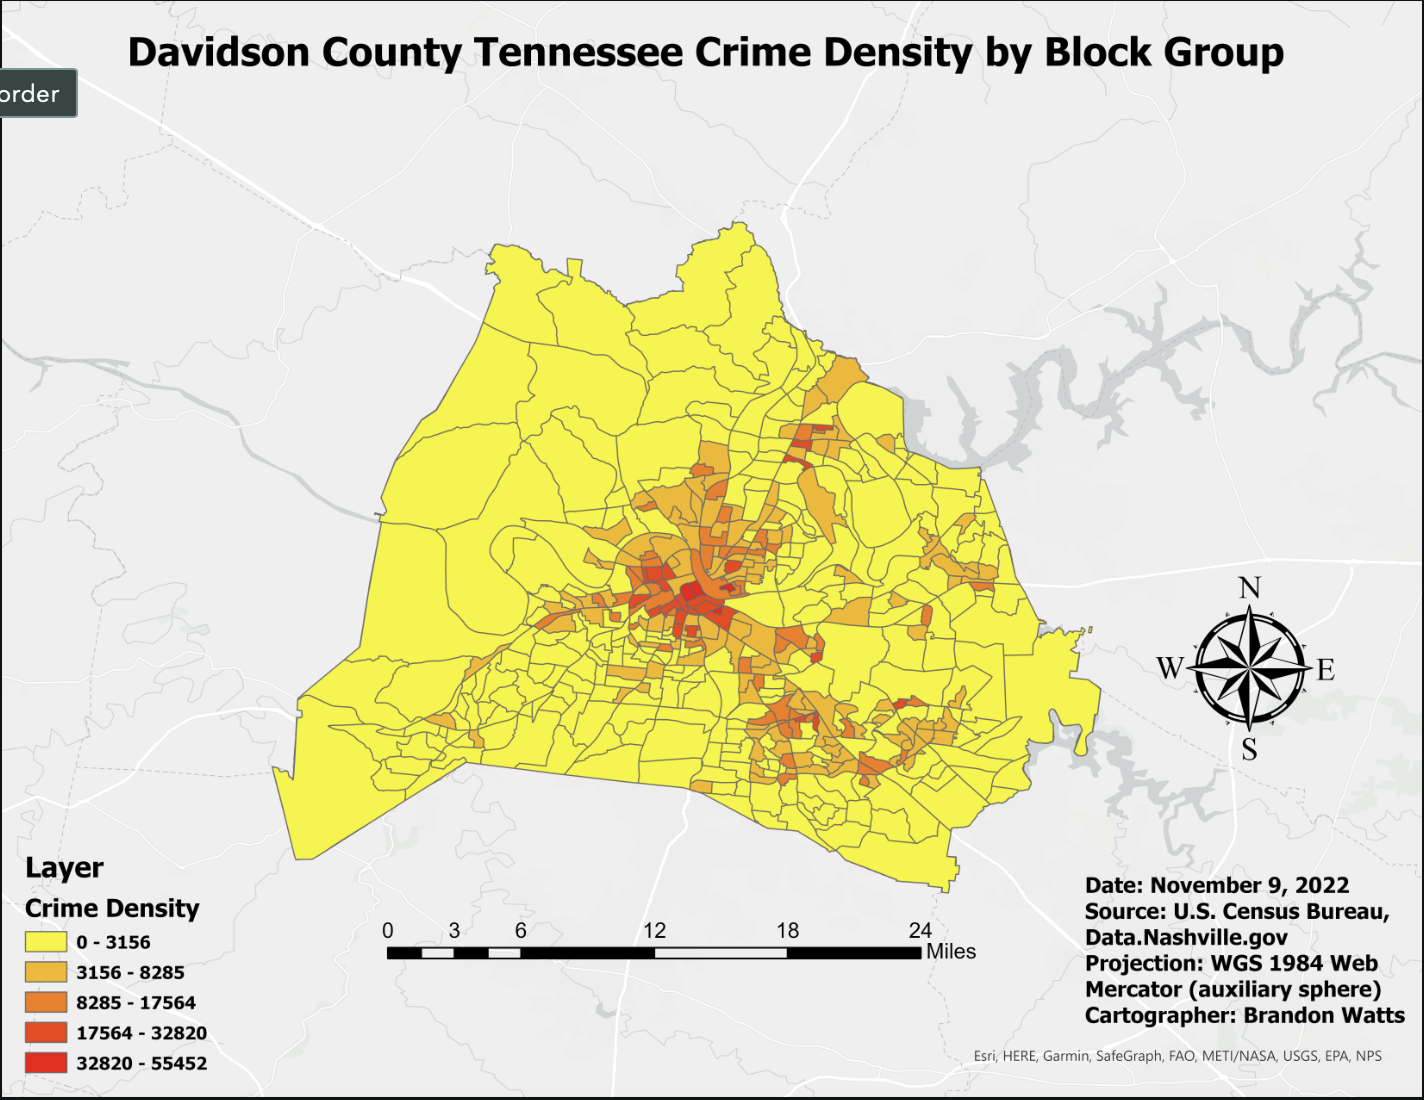 Davidson County Tennessee Crime Density by Block Group
order
N
W E
S
Layer
Crime Density
0 - 3156
3156 - 8285
8285 - 17564
17564 - 32820
32820 - 55452
0 3 6 12 18 24
Miles
Date: November 9, 2022
Source: U.S. Census Bureau,
Data.Nashville.gov
Projection: WGS 1984 Web
Mercator (auxiliary sphere)
Cartographer: Brandon Watts
Esri, HERE, Garmin, SafeGraph, FAO, METI/NASA, USGS, EPA, NPS